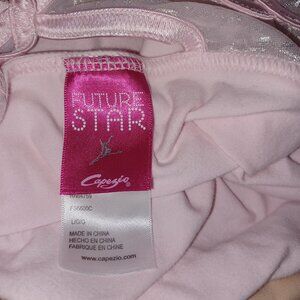 FUTURE
STAR
Capezio
L/G/G
MADE IN CHINA
HECHO EN CHINA
FABRIQUÉ EN CHINE
www.capezio.com